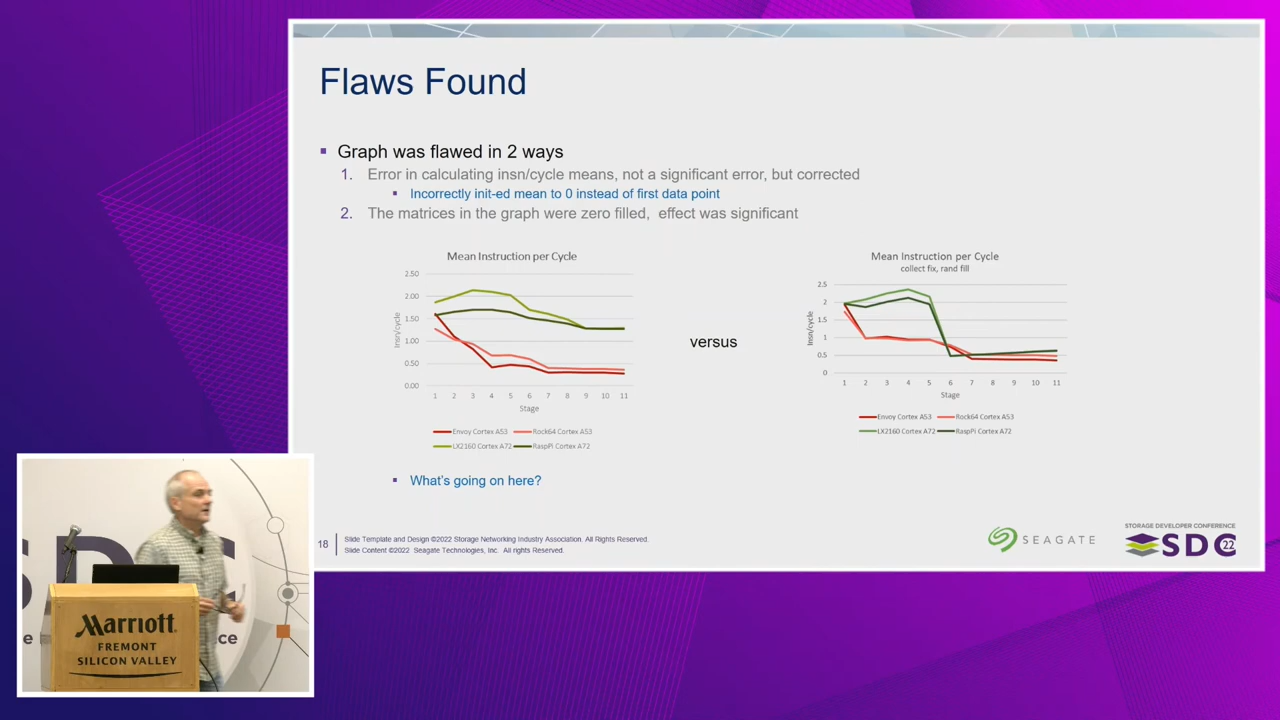 Flaws Found
▪ Graph was flawed in 2 ways
1. Error in calculating insn/cycle means, not a significant error, but corrected
▪ Incorrectly init-ed mean to 0 instead of first data point
2. The matrices in the graph were zero filled, effect was significant
Mean Instruction per Cycle
2.50
2.00
1.50
1.00
0.50
0.00
Insn/cycle
1 2 3 4 5 6 7 8 9 10 11
Stage
Envoy Cortex A53 Rock64 Cortex A53
LX2160 Cortex A72 RaspPi Cortex A72
versus
Mean Instruction per Cycle
collect fix, rand fill
2.5
2
1.5
1
0.5
0
Insn/cycle
1 2 3 4 5 6 7 8 9 10 11
Stage
Envoy Cortex A53 Rock64 Cortex A53
LX2160 Cortex A72 RaspPi Cortex A72
▪ What's going on here?
18
Slide Template and Design ©2022 Storage Networking Industry Association. All Rights Reserved.
Slide Content ©2022 Seagate Technologies, Inc. All rights Reserved.
SEAGATE
STORAGE DEVELOPER CONFERENCE
SDC 22
Marriott
FREMONT
SILICON VALLEY